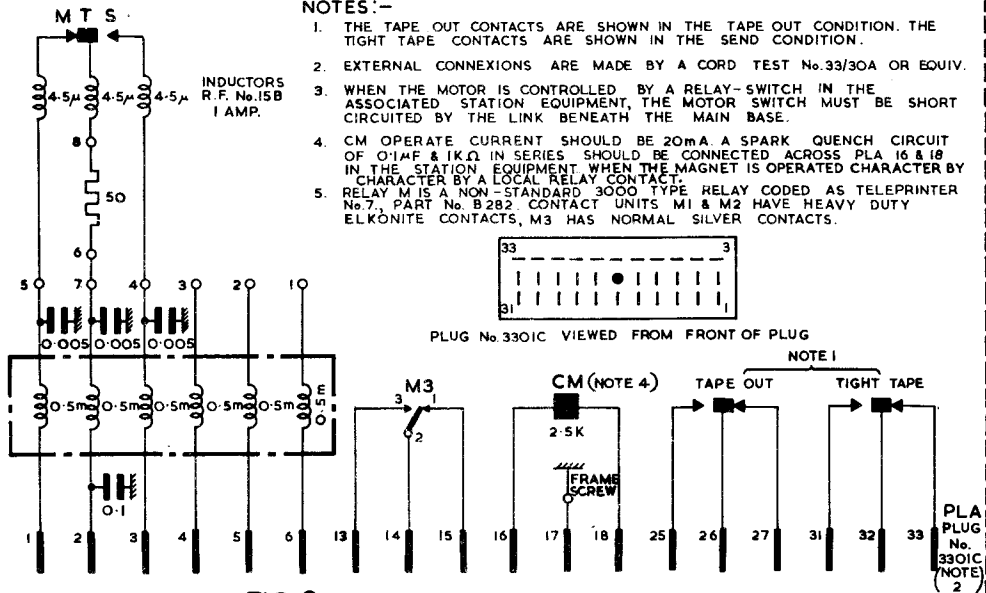 NOTES:-
1. THE TAPE OUT CONTACTS ARE SHOWN IN THE TAPE OUT CONDITION. THE
TIGHT TAPE CONTACTS ARE SHOWN IN THE SEND CONDITION.
2. EXTERNAL CONNEXIONS ARE MADE BY A CORD TEST No.33/30A OR EQUIV.
3. WHEN THE MOTOR IS CONTROLLED BY A RELAY-SWITCH IN THE
ASSOCIATED STATION EQUIPMENT, THE MOTOR SWITCH MUST BE SHORT
CIRCUITED BY THE LINK BENEATH THE MAIN BASE.
4. CM OPERATE CURRENT SHOULD BE 20mA. A SPARK QUENCH CIRCUIT
OF 0·1µF & 1KΩ IN SERIES SHOULD BE CONNECTED ACROSS PLA 16 & 18
IN THE STATION EQUIPMENT WHEN THE MAGNET IS OPERATED CHARACTER BY
CHARACTER BY A LOCAL RELAY CONTACT.
5. RELAY M IS A NON-STANDARD 3000 TYPE RELAY CODED AS TELEPRINTER
No.7., PART No. B282. CONTACT UNITS M1 & M2 HAVE HEAVY DUTY
ELKONITE CONTACTS, M3 HAS NORMAL SILVER CONTACTS.
M T S
4·5µ 4·5µ 4·5µ
INDUCTORS
R.F. No.15B
1 AMP.
8
50
6
5 7 4 3 2 1
0·005 0·005 0·005
0·5m 0·5m 0·5m 0·5m 0·5m 0·5m
0·1
33 3
31 1
PLUG No. 3301C VIEWED FROM FRONT OF PLUG
M3
3 1
2
CM (NOTE 4)
2·5K
FRAME
SCREW
NOTE 1
TAPE OUT TIGHT TAPE
1 2 3 4 5 6 13 14 15 16 17 18 25 26 27 31 32 33
PLA
PLUG
No.
3301C
(NOTE
2)